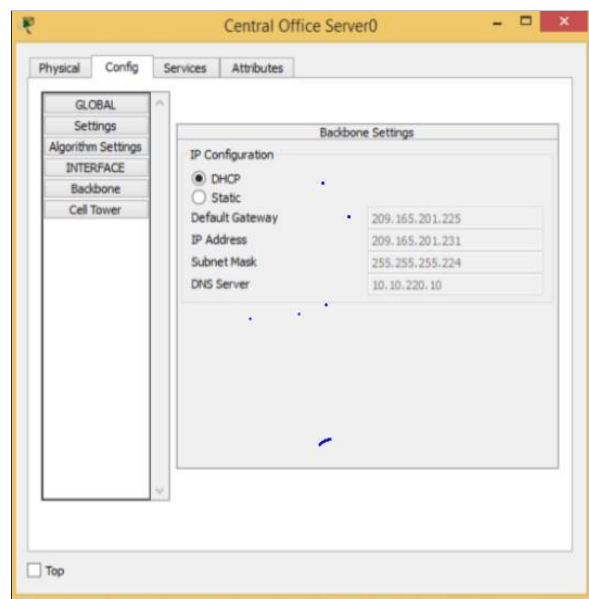 Central Office Server0
Physical Config Services Attributes
GLOBAL
Settings
Algorithm Settings
INTERFACE
Backbone
Cell Tower
Backbone Settings
IP Configuration
DHCP
Static
Default Gateway 209.165.201.225
IP Address 209.165.201.231
Subnet Mask 255.255.255.224
DNS Server 10.10.220.10
Top